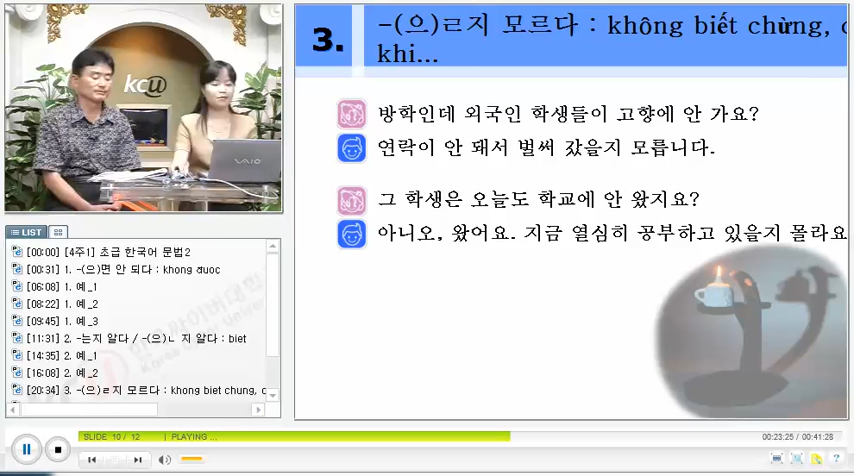 kc@
VAIO
3. -(으)ㄹ지 모르다 : không biết chừng,
khi...
방학인데 외국인 학생들이 고향에 안 가요?
연락이 안 돼서 벌써 갔을지 모릅니다.
그 학생은 오늘도 학교에 안 왔지요?
아니오, 왔어요. 지금 열심히 공부하고 있을지 몰라요
LIST
[00:00] [4주1] 초급 한국어 문법2
[00:31] 1. -(으)면 안 되다 : khong duoc
[06:08] 1. 예_1
[08:22] 1. 예_2
[09:45] 1. 예_3
[11:31] 2. -는지 알다 / -(으)ㄴ 지 알다 : biet
[14:35] 2. 예_1
[16:08] 2. 예_2
[20:34] 3. -(으)ㄹ지 모르다 : khong biet chung, c
SLIDE 10 / 12 | PLAYING ...
00:23:25 / 00:41:28